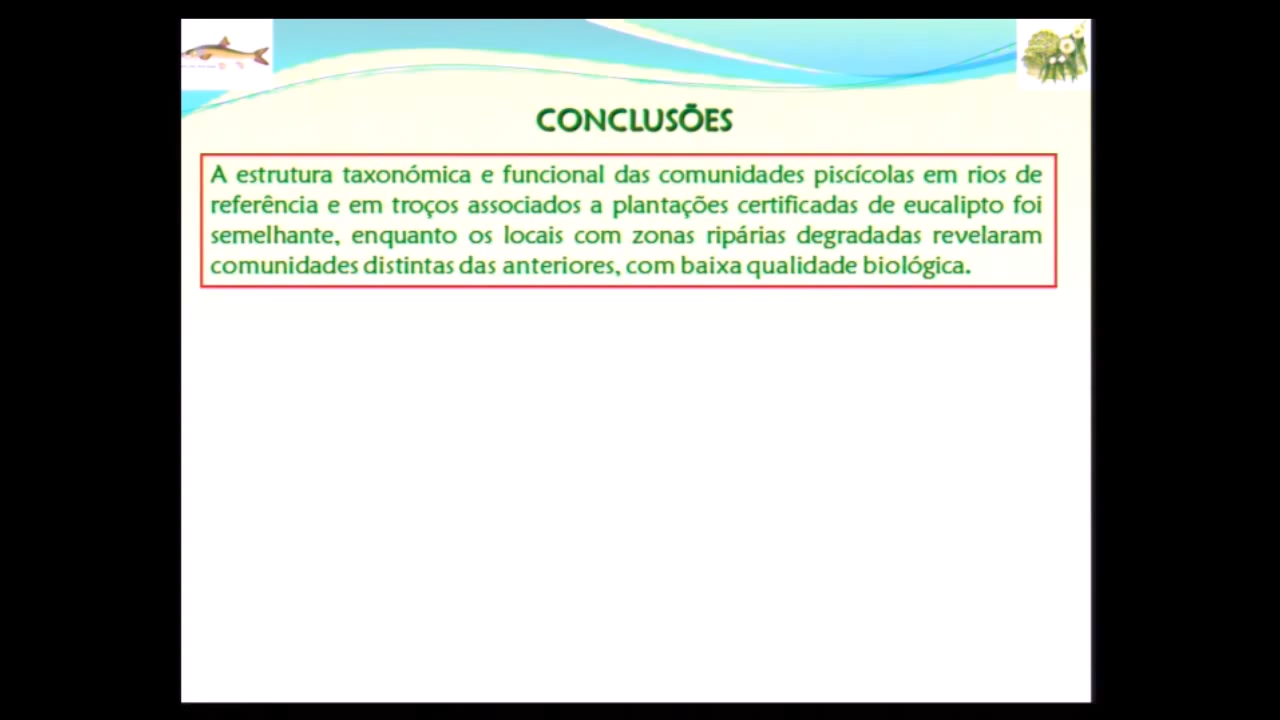 CONCLUSÕES
A estrutura taxonómica e funcional das comunidades piscícolas em rios de
referência e em troços associados a plantações certificadas de eucalipto foi
semelhante, enquanto os locais com zonas ripárias degradadas revelaram
comunidades distintas das anteriores, com baixa qualidade biológica.